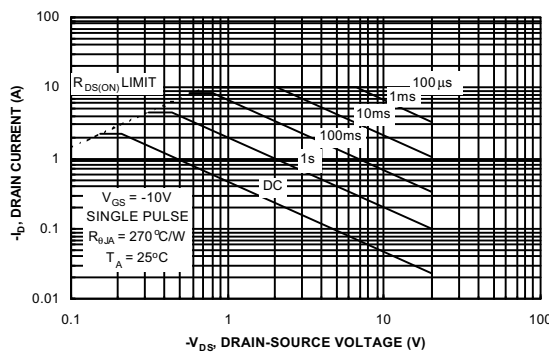 100
10
1
0.1
0.01
-I_D, DRAIN CURRENT (A)
R_DS(ON) LIMIT
100μs
1ms
10ms
100ms
1s
DC
V_GS = -10V
SINGLE PULSE
R_θJA = 270 °C/W
T_A = 25°C
0.1 1 10 100
-V_DS, DRAIN-SOURCE VOLTAGE (V)